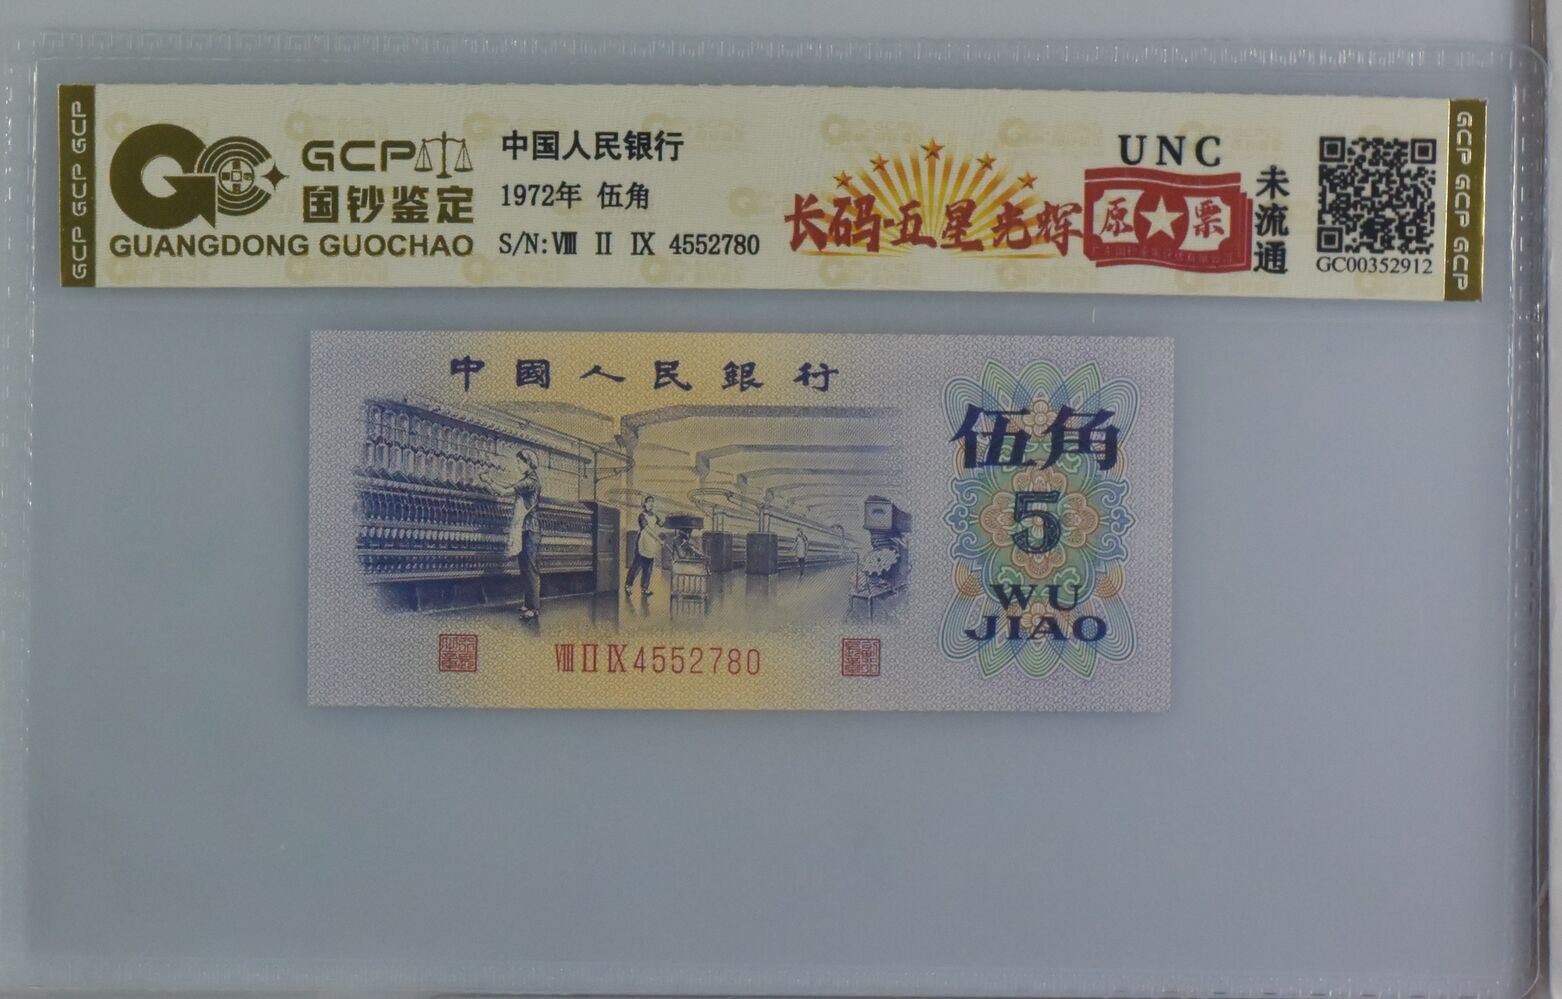 GCP GCP GCP
GCP
国钞鉴定
GUANGDONG GUOCHAO
中国人民银行
1972年 伍角
S/N:Ⅷ Ⅱ Ⅸ 4552780
长码·五星光辉
原★票
UNC
未流通
GC00352912
GCP GCP GCP
中國人民銀行
伍角
5
WU
JIAO
ⅧⅡⅨ4552780